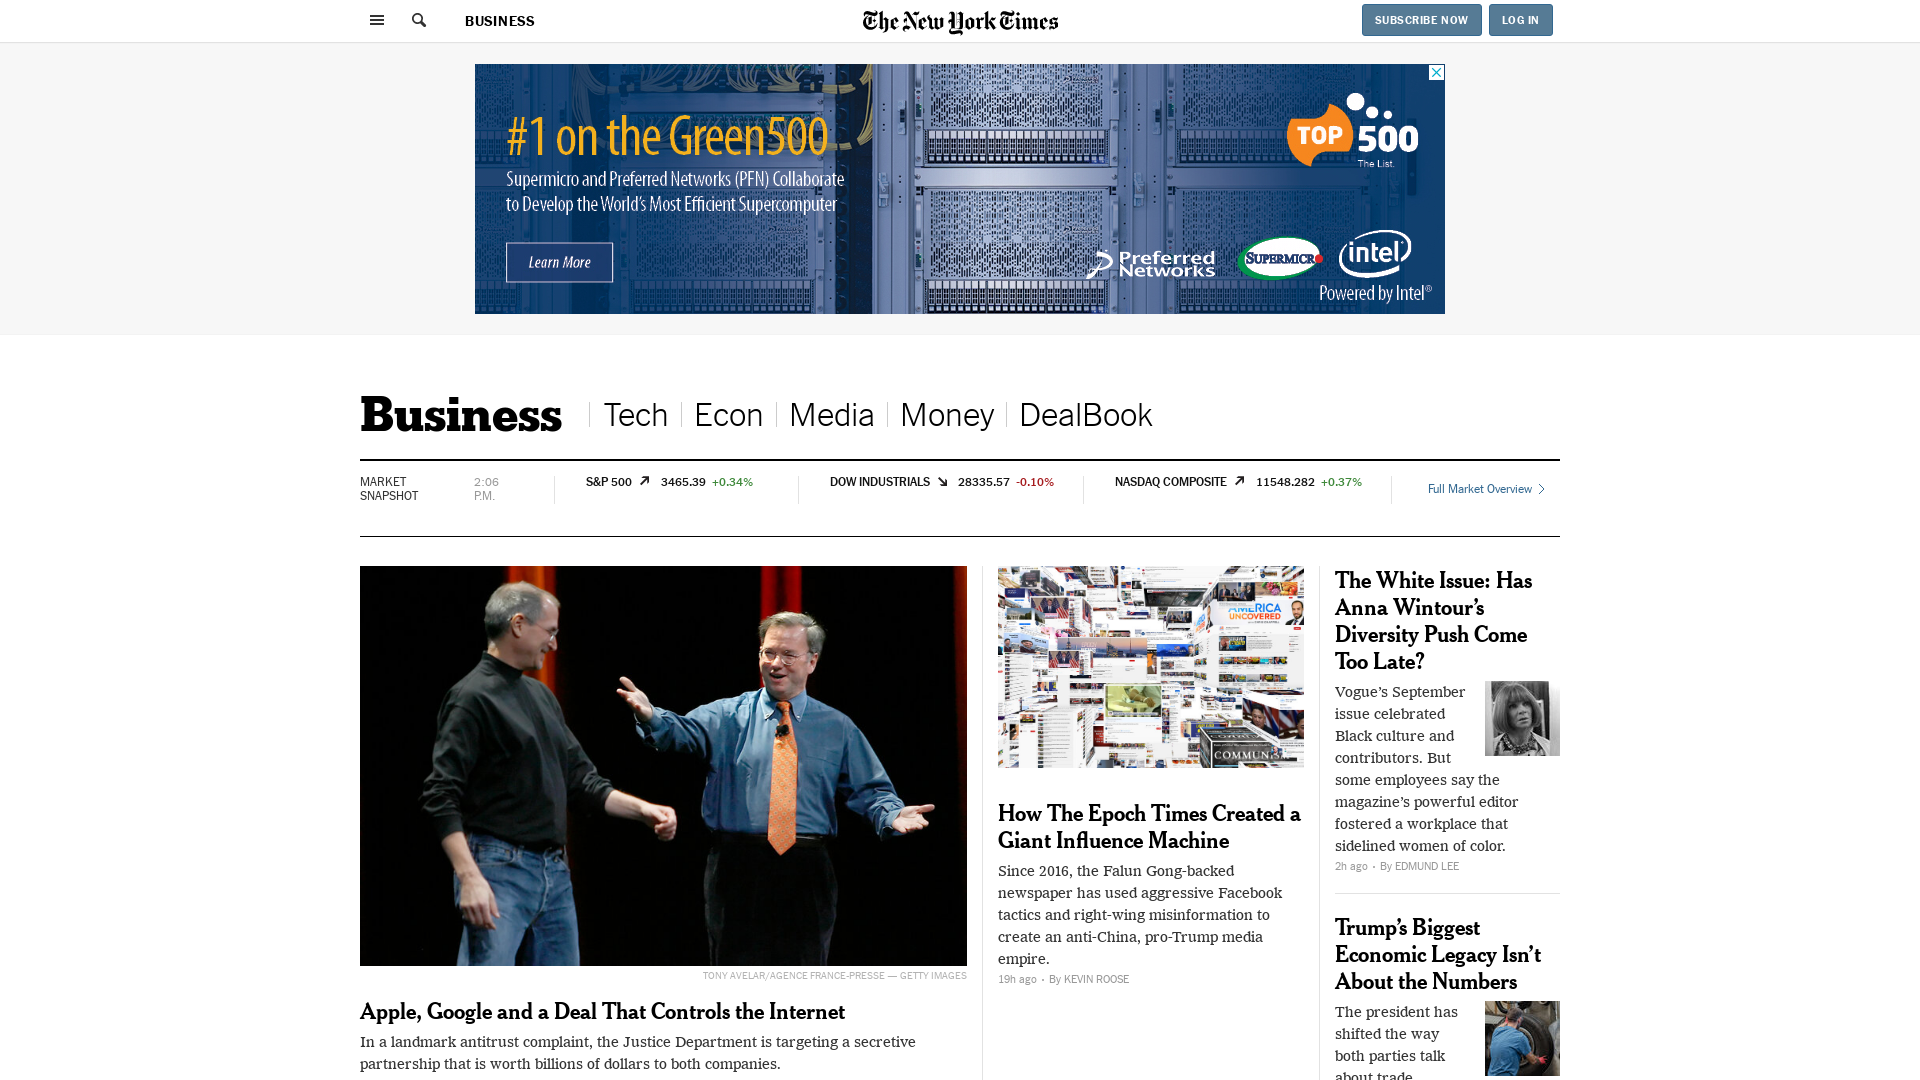 BUSINESS
The New York Times
SUBSCRIBE NOW
LOG IN
#1 on the Green500
Supermicro and Preferred Networks (PFN) Collaborate
to Develop the World's Most Efficient Supercomputer
Learn More
TOP 500
The List.
Preferred
Networks
SUPERMICR
intel
Powered by Intel®
Business
Tech
Econ
Media
Money
DealBook
MARKET
SNAPSHOT
2:06
P.M.
S&P 500 3465.39 +0.34%
DOW INDUSTRIALS 28335.57 -0.10%
NASDAQ COMPOSITE 11548.282 +0.37%
Full Market Overview
TONY AVELAR/AGENCE FRANCE-PRESSE — GETTY IMAGES
Apple, Google and a Deal That Controls the Internet
In a landmark antitrust complaint, the Justice Department is targeting a secretive
partnership that is worth billions of dollars to both companies.
AMERICA
UNCOVERED
COMMUNISM
How The Epoch Times Created a
Giant Influence Machine
Since 2016, the Falun Gong-backed
newspaper has used aggressive Facebook
tactics and right-wing misinformation to
create an anti-China, pro-Trump media
empire.
19h ago · By KEVIN ROOSE
The White Issue: Has
Anna Wintour's
Diversity Push Come
Too Late?
Vogue's September
issue celebrated
Black culture and
contributors. But
some employees say the
magazine's powerful editor
fostered a workplace that
sidelined women of color.
2h ago · By EDMUND LEE
Trump's Biggest
Economic Legacy Isn't
About the Numbers
The president has
shifted the way
both parties talk
about trade